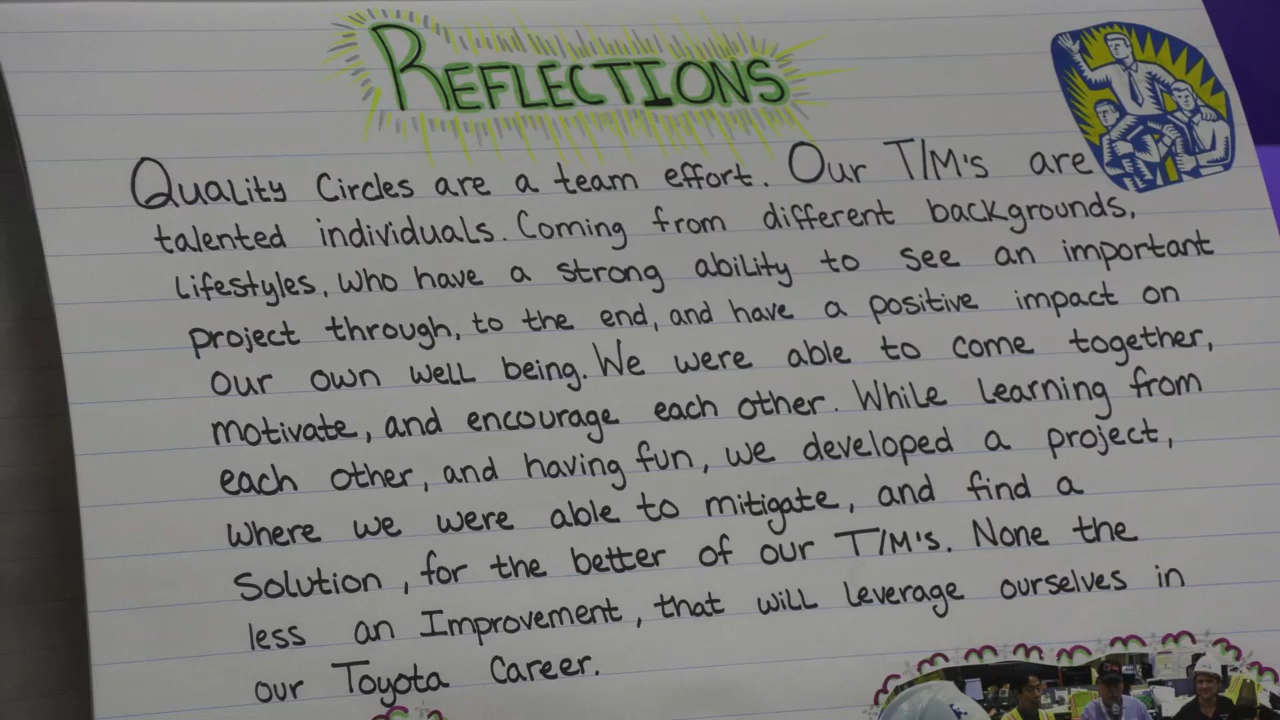 REFLECTIONS
Quality Circles are a team effort. Our T/M's are
talented individuals. Coming from different backgrounds,
lifestyles, who have a strong ability to see an important
project through, to the end, and have a positive impact on
our own well being. We were able to come together,
motivate, and encourage each other. While learning from
each other, and having fun, we developed a project,
where we were able to mitigate, and find a
Solution, for the better of our T/M's. None the
less an Improvement, that will leverage ourselves in
our Toyota Career.